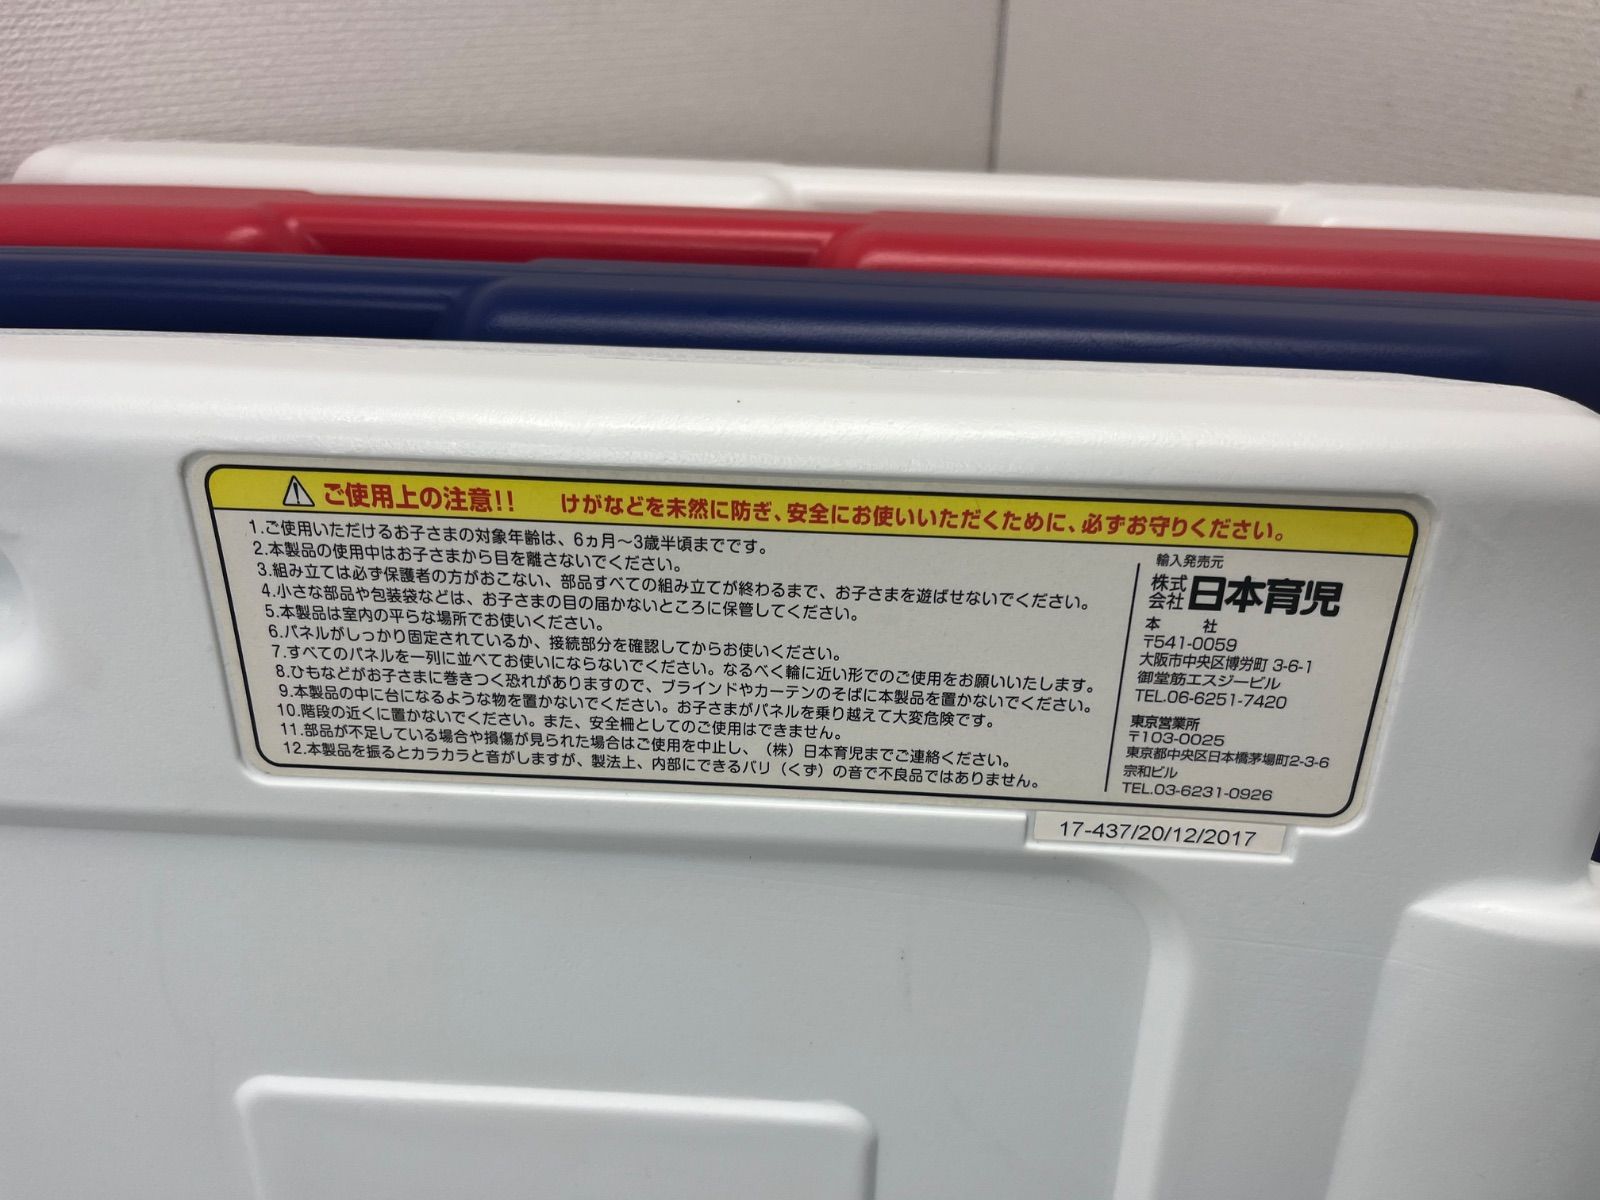 ご使用上の注意!! けがなどを未然に防ぎ、安全にお使いいただくために、必ずお守りください。
1.ご使用いただけるお子さまの対象年齢は、6ヵ月〜3歳半頃までです。
2.本製品の使用中はお子さまから目を離さないでください。
3.組み立ては必ず保護者の方がおこない、部品すべての組み立てが終わるまで、お子さまを遊ばせないでください。
4.小さな部品や包装袋などは、お子さまの目の届かないところに保管してください。
5.本製品は室内の平らな場所でお使いください。
6.パネルがしっかり固定されているか、接続部分を確認してからお使いください。
7.すべてのパネルを一列に並べてお使いにならないでください。なるべく輪に近い形でのご使用をお願いいたします。
8.ひもなどがお子さまに巻きつく恐れがありますので、ブラインドやカーテンのそばに本製品を置かないでください。
9.本製品の中に台になるような物を置かないでください。お子さまがパネルを乗り越えて大変危険です。
10.階段の近くに置かないでください。また、安全柵としてのご使用はできません。
11.部品が不足している場合や損傷が見られた場合はご使用を中止し、(株)日本育児までご連絡ください。
12.本製品を振るとカラカラと音がしますが、製法上、内部にできるバリ(くず)の音で不良品ではありません。
輸入発売元
株式会社 日本育児
本 社
〒541-0059
大阪市中央区博労町 3-6-1
御堂筋エスジービル
TEL.06-6251-7420
東京営業所
〒103-0025
東京都中央区日本橋茅場町2-3-6
宗和ビル
TEL.03-6231-0926
17-437/20/12/2017